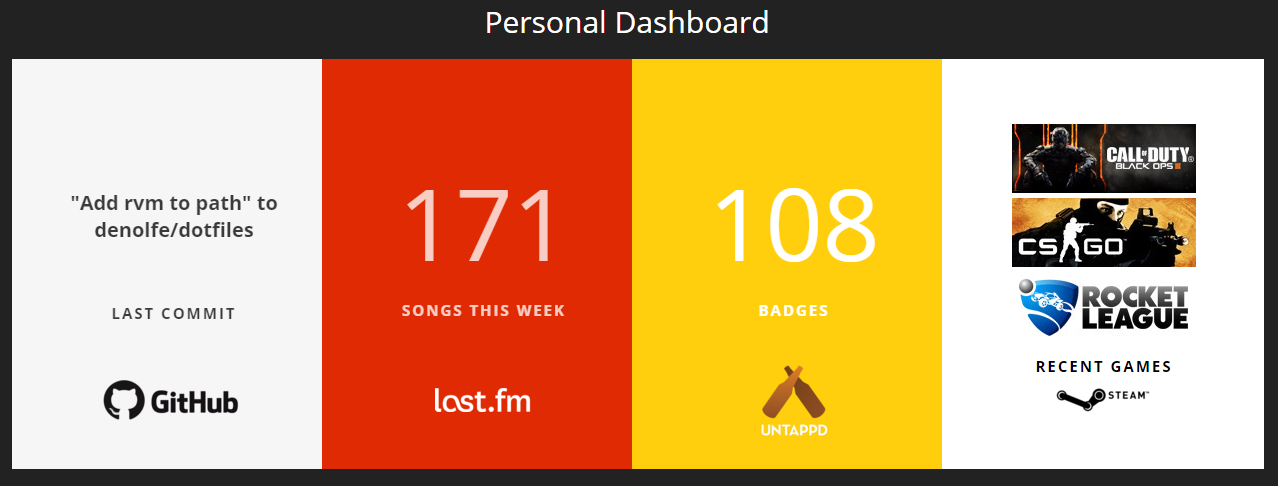 Personal Dashboard
"Add rvm to path" to
denolfe/dotfiles
LAST COMMIT
GitHub
171
SONGS THIS WEEK
last.fm
108
BADGES
UNTAPPD
CALL OF DUTY®
BLACK OPS III
CS GO
ROCKET
LEAGUE
RECENT GAMES
STEAM™